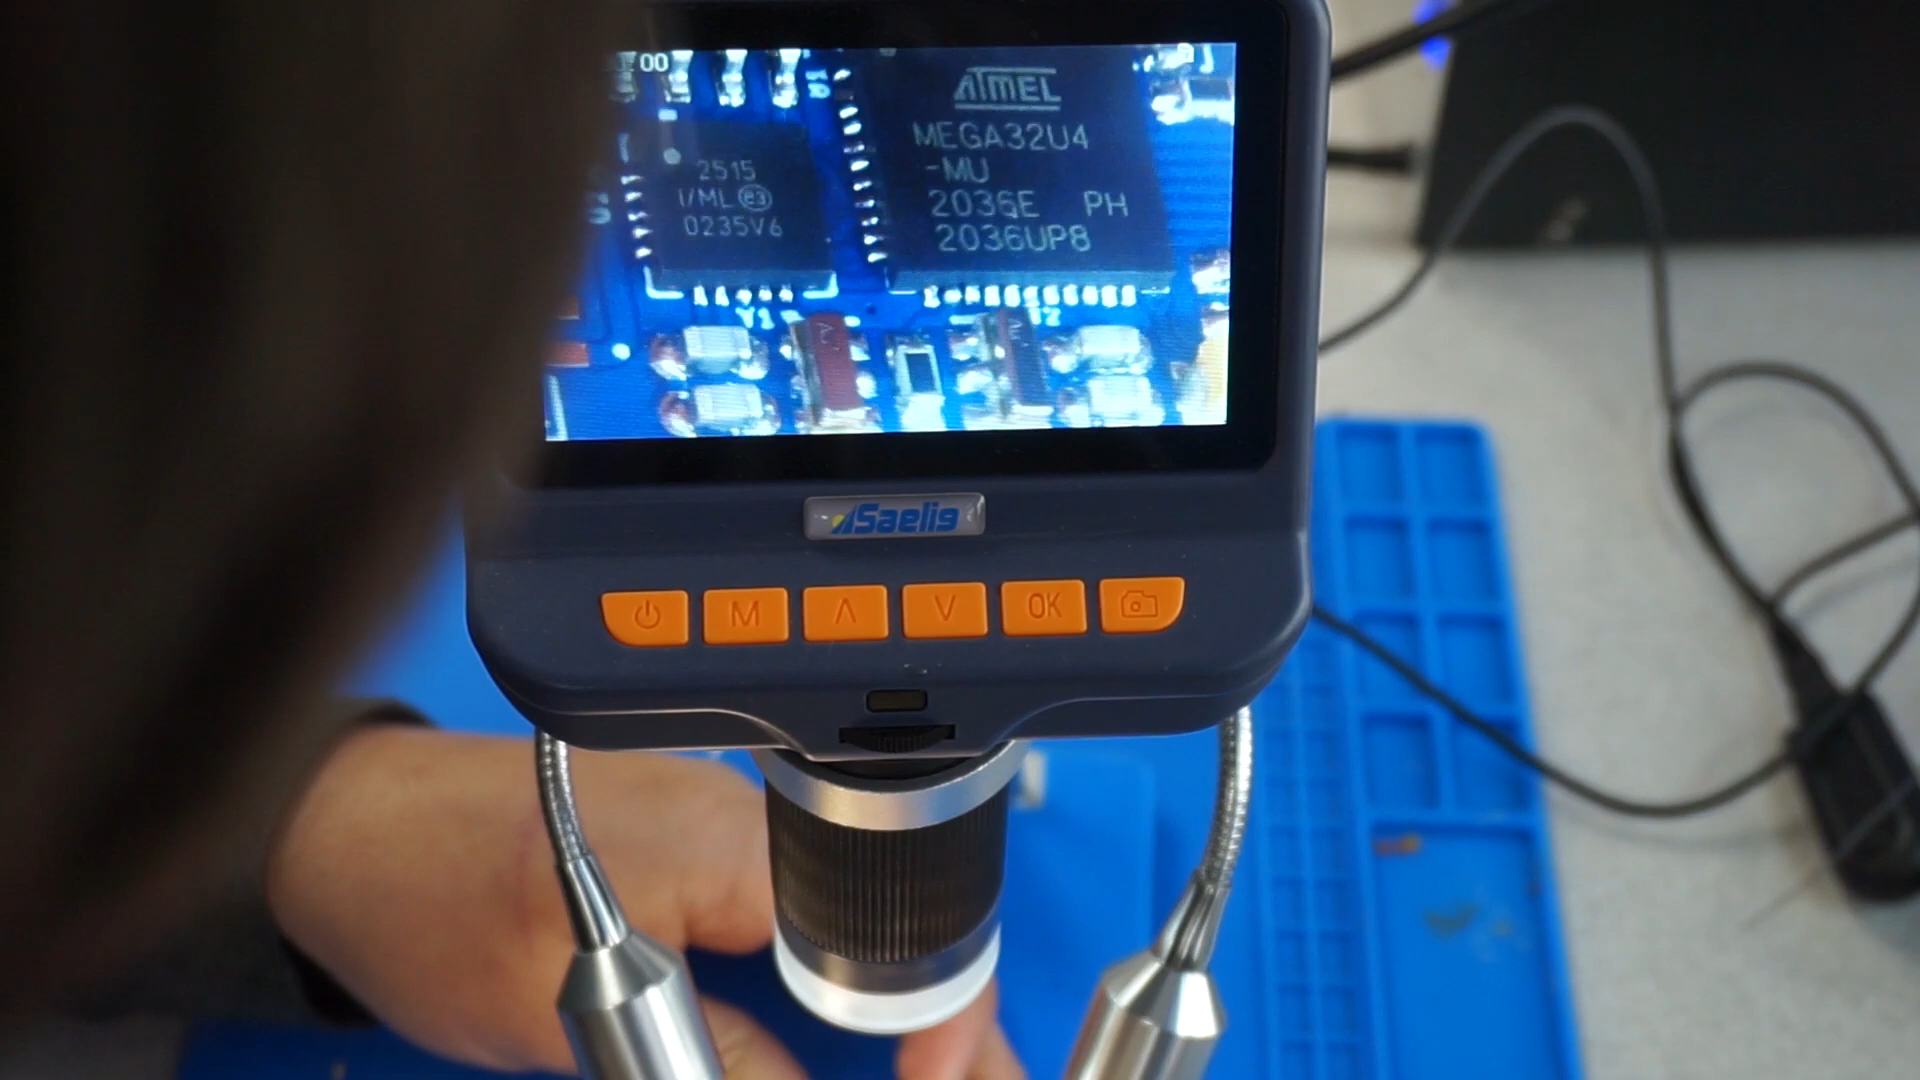 00
ATMEL
MEGA32U4
-MU
2036E PH
2036UP8
2515
I/ML e3
0235V6
Y1
Saelig
M
OK